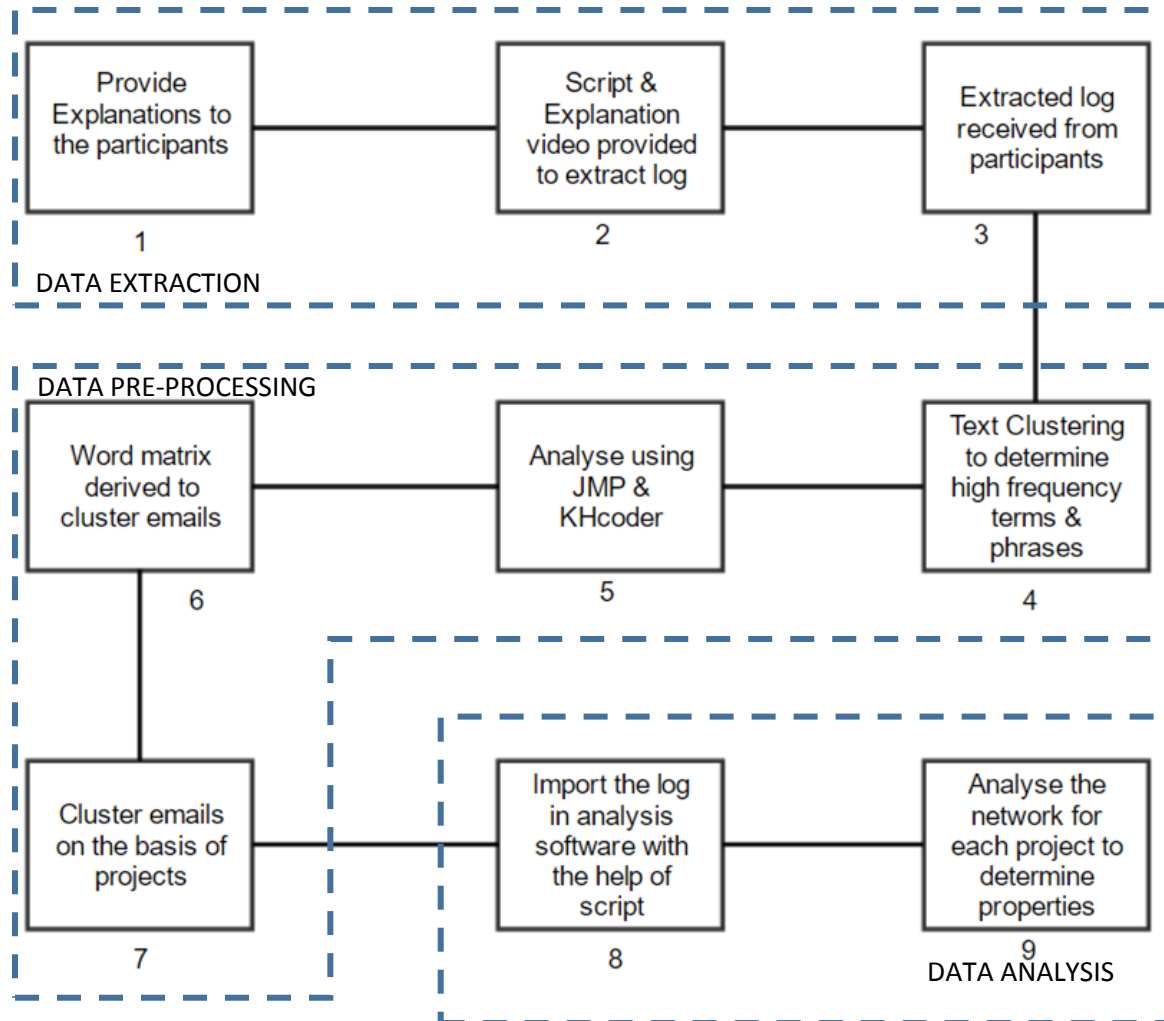 Provide
Explanations to
the participants
1
Script &
Explanation
video provided
to extract log
2
Extracted log
received from
participants
3
DATA EXTRACTION
DATA PRE-PROCESSING
Text Clustering
to determine
high frequency
terms &
phrases
4
Analyse using
JMP &
KHcoder
5
Word matrix
derived to
cluster emails
6
Cluster emails
on the basis of
projects
7
Import the log
in analysis
software with
the help of
script
8
Analyse the
network for
each project to
determine
properties
9
DATA ANALYSIS